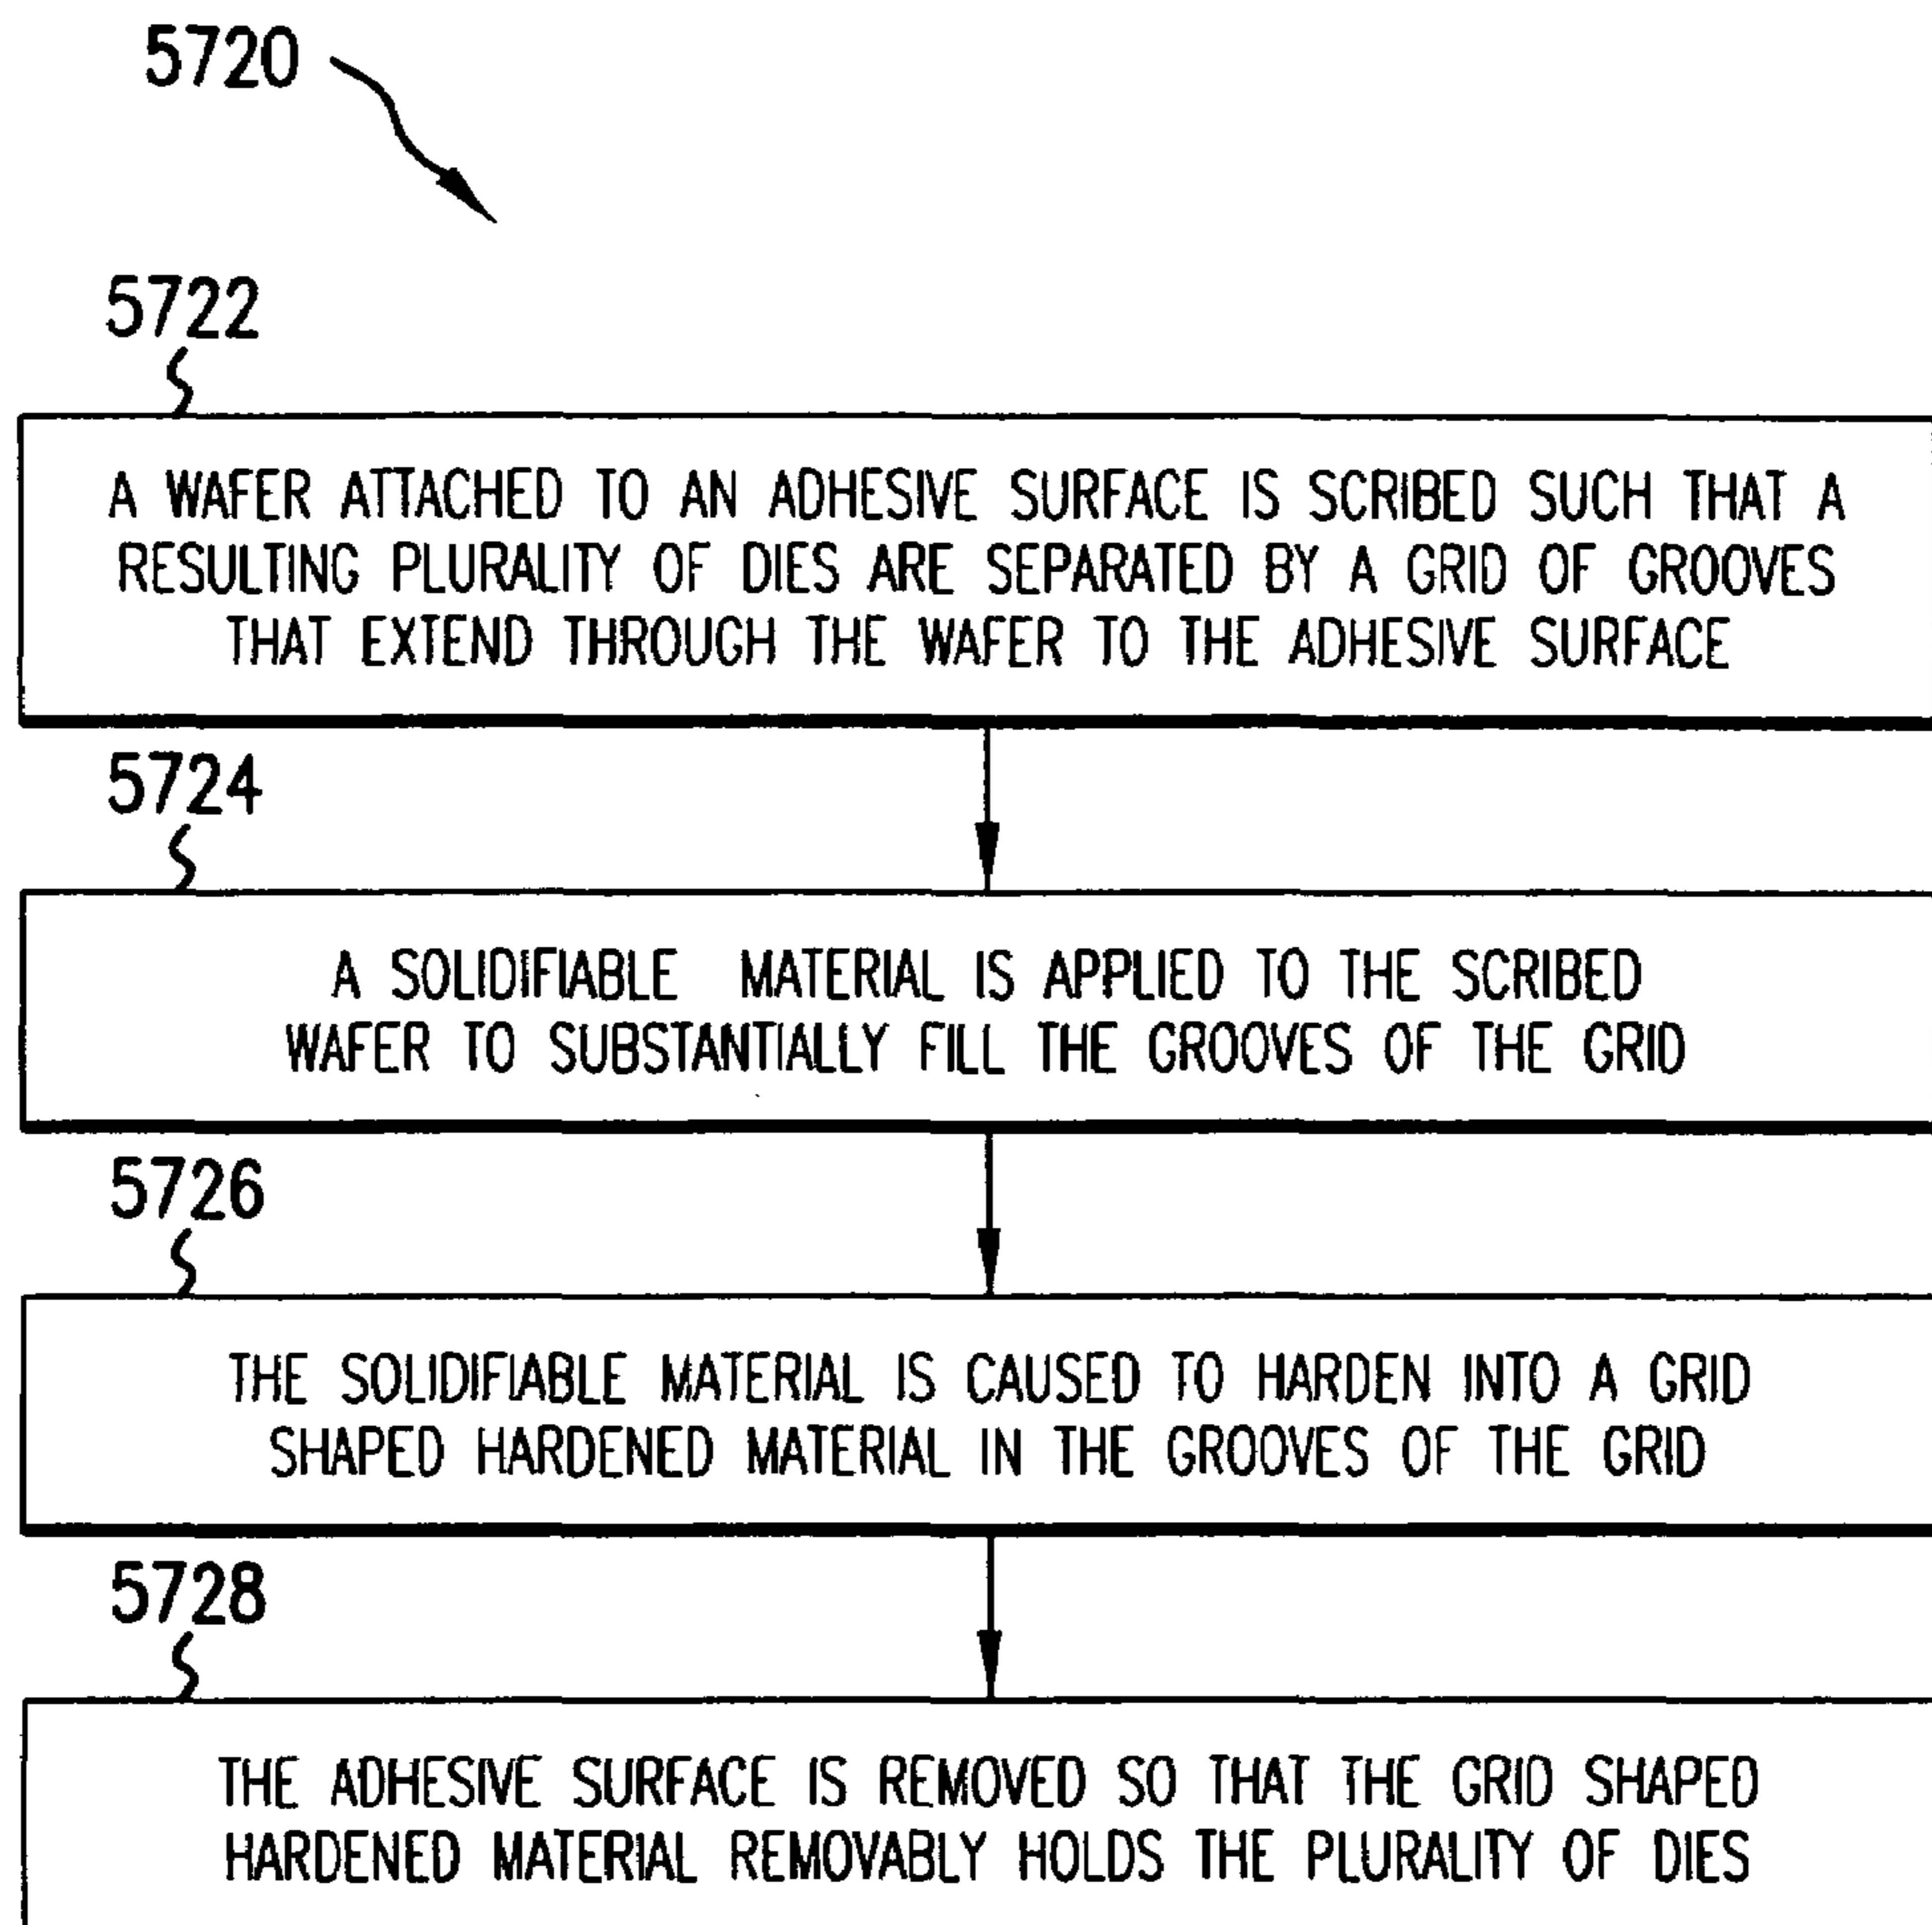 5720
5722
A WAFER ATTACHED TO AN ADHESIVE SURFACE IS SCRIBED SUCH THAT A
RESULTING PLURALITY OF DIES ARE SEPARATED BY A GRID OF GROOVES
THAT EXTEND THROUGH THE WAFER TO THE ADHESIVE SURFACE
5724
A SOLIDIFIABLE MATERIAL IS APPLIED TO THE SCRIBED
WAFER TO SUBSTANTIALLY FILL THE GROOVES OF THE GRID
5726
THE SOLIDIFIABLE MATERIAL IS CAUSED TO HARDEN INTO A GRID
SHAPED HARDENED MATERIAL IN THE GROOVES OF THE GRID
5728
THE ADHESIVE SURFACE IS REMOVED SO THAT THE GRID SHAPED
HARDENED MATERIAL REMOVABLY HOLDS THE PLURALITY OF DIES